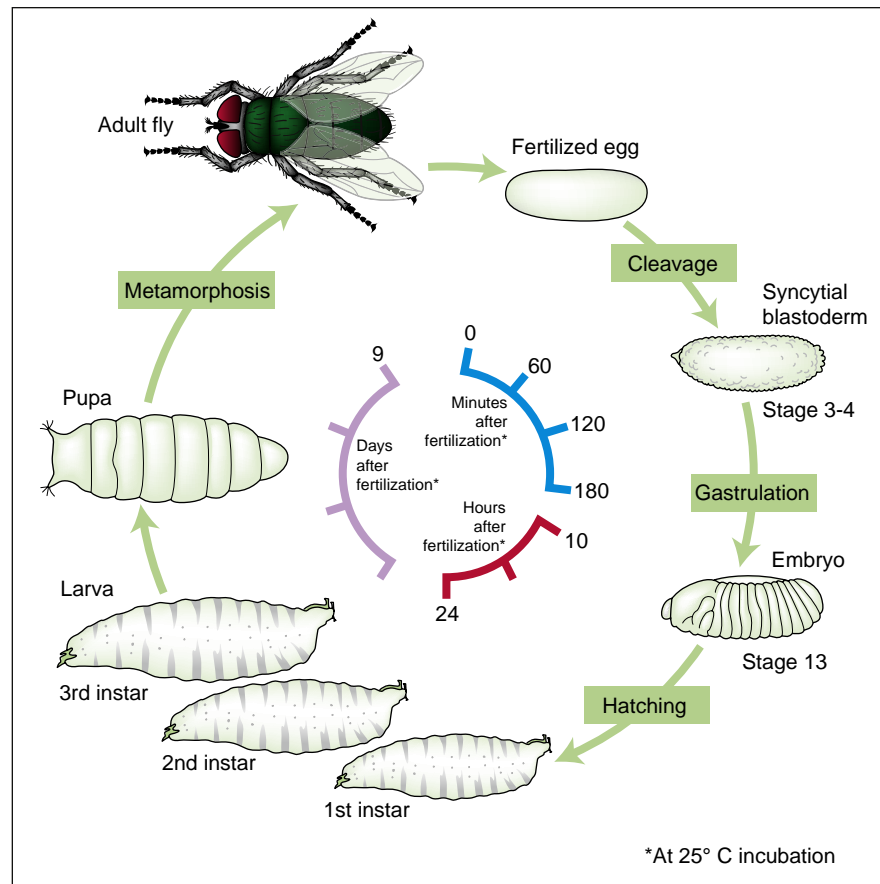 Adult fly
Fertilized egg
Cleavage
Syncytial
blastoderm
Stage 3-4
Gastrulation
Embryo
Stage 13
Hatching
1st instar
2nd instar
3rd instar
Larva
Pupa
Metamorphosis
0
60
120
180
Minutes
after
fertilization*
10
24
Hours
after
fertilization*
9
Days
after
fertilization*
*At 25° C incubation